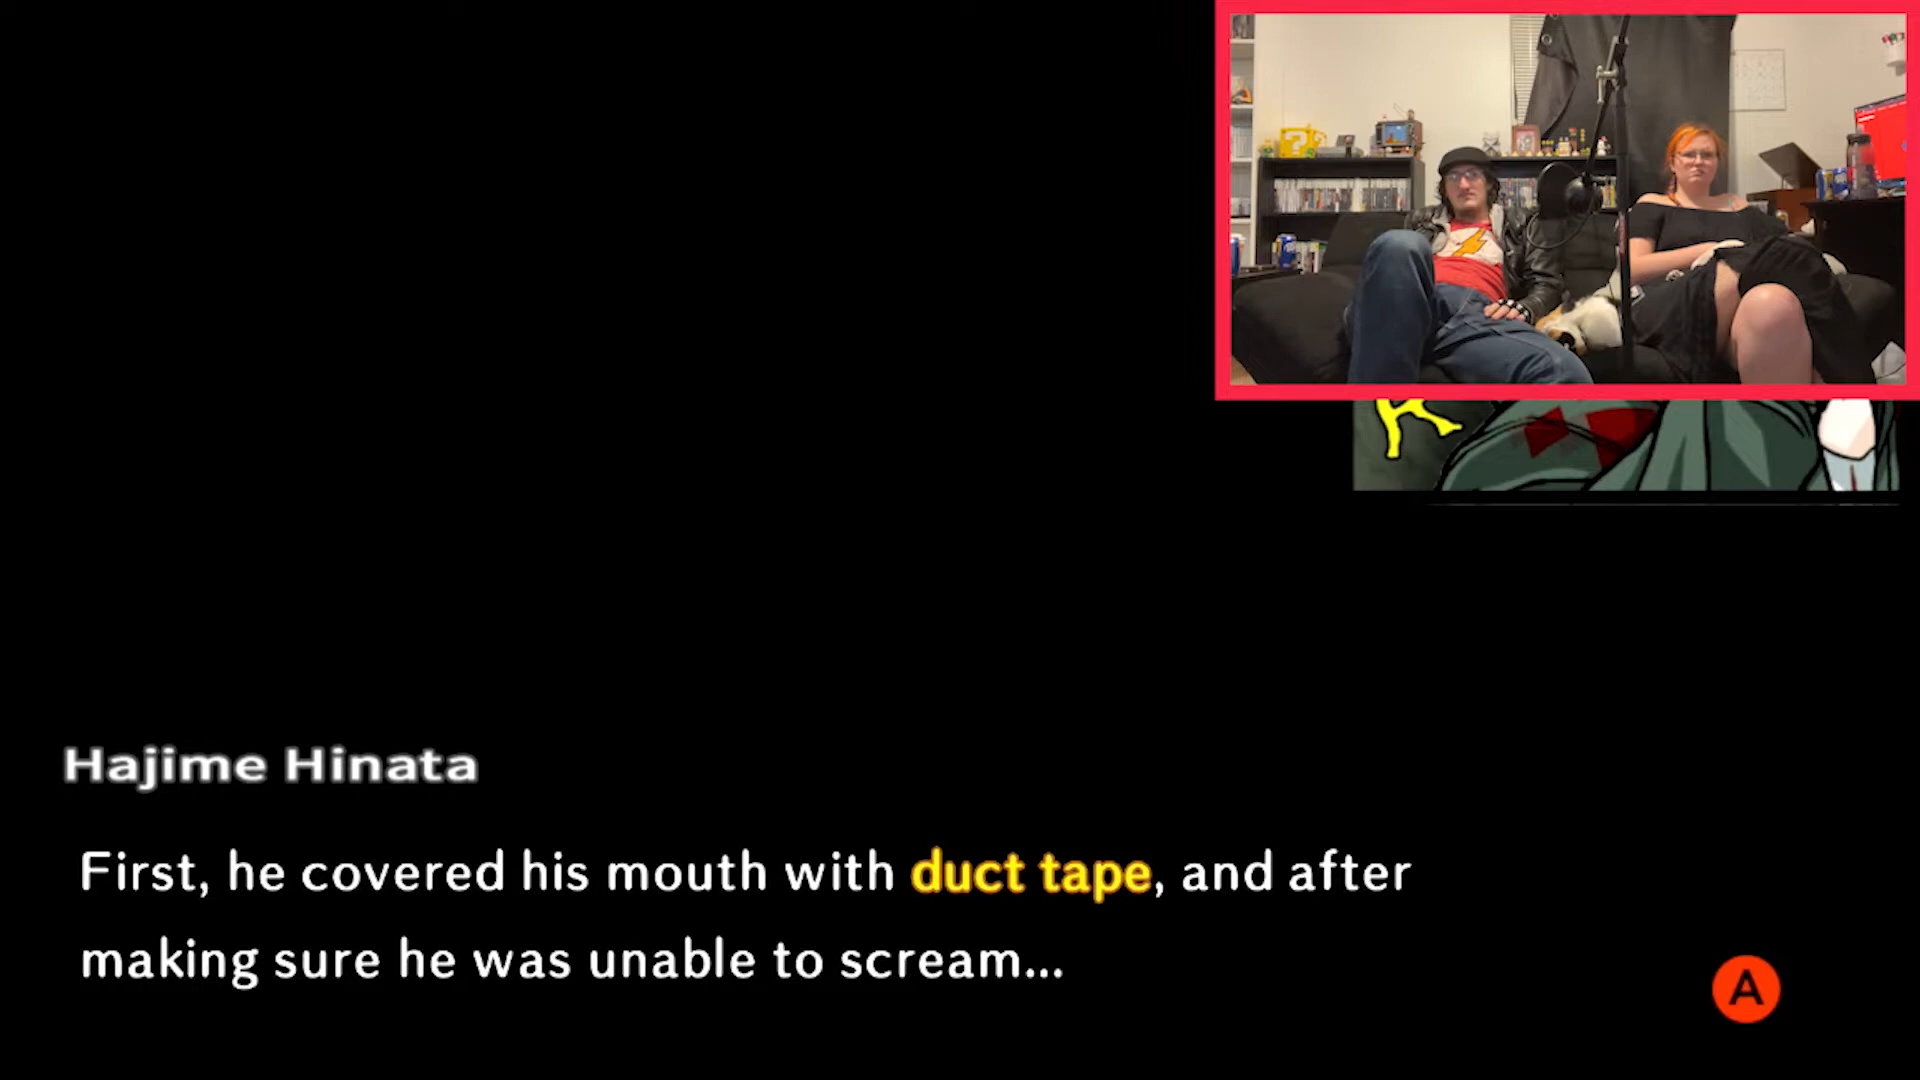 Hajime Hinata
First, he covered his mouth with duct tape, and after
making sure he was unable to scream...
A